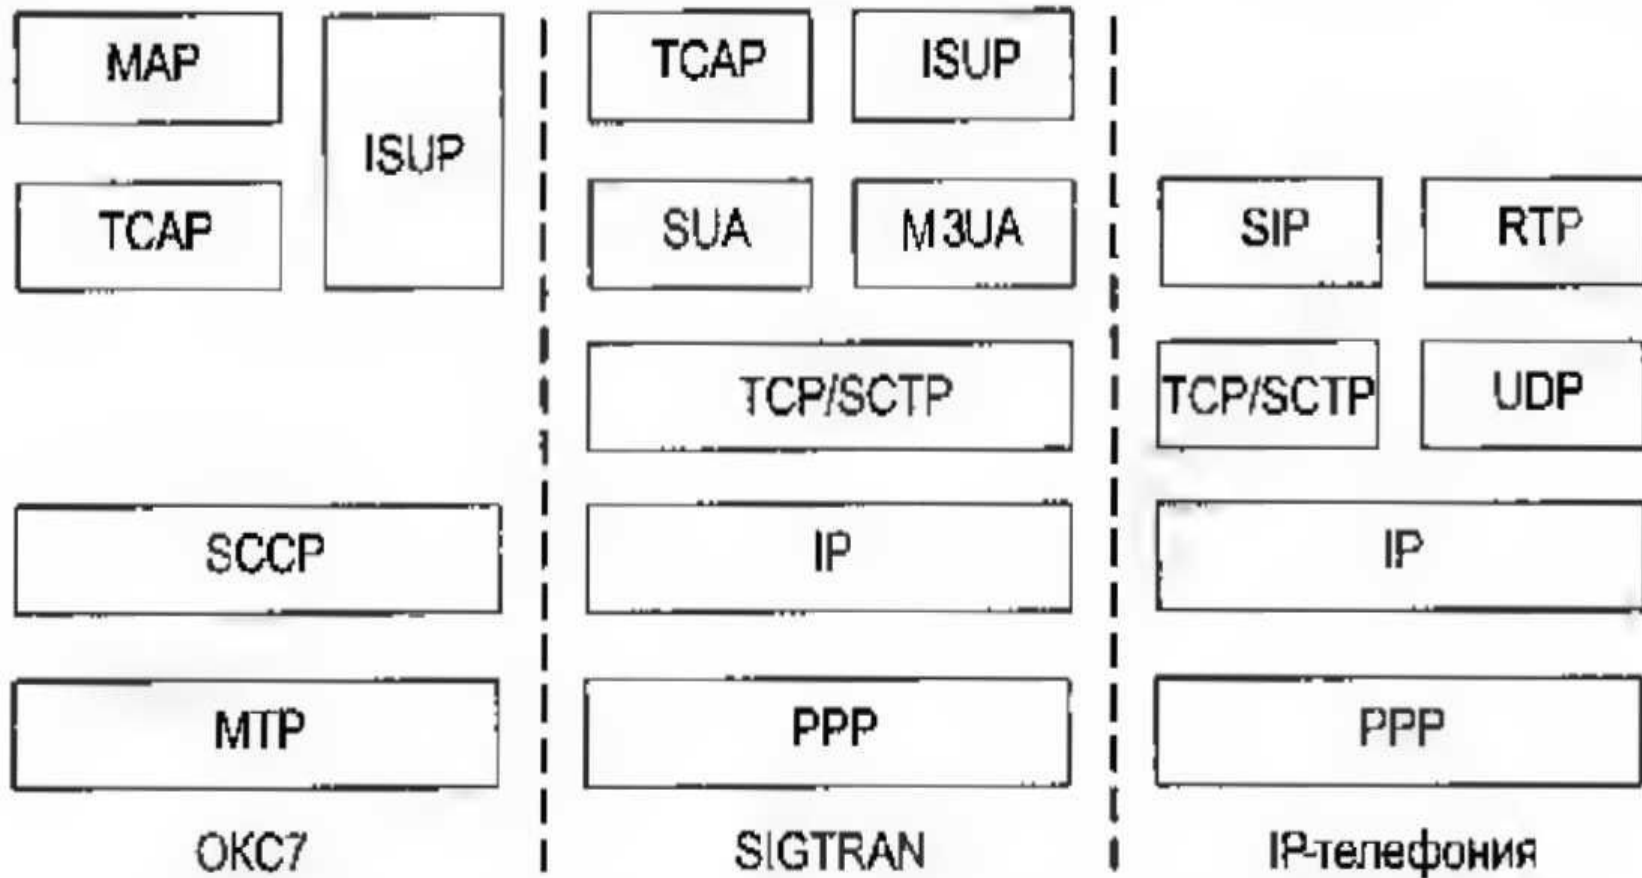 MAP
ISUP
TCAP
SCCP
MTP
ОКС7
TCAP
ISUP
SUA
M3UA
TCP/SCTP
IP
PPP
SIGTRAN
SIP
RTP
TCP/SCTP
UDP
IP
PPP
IP-телефония